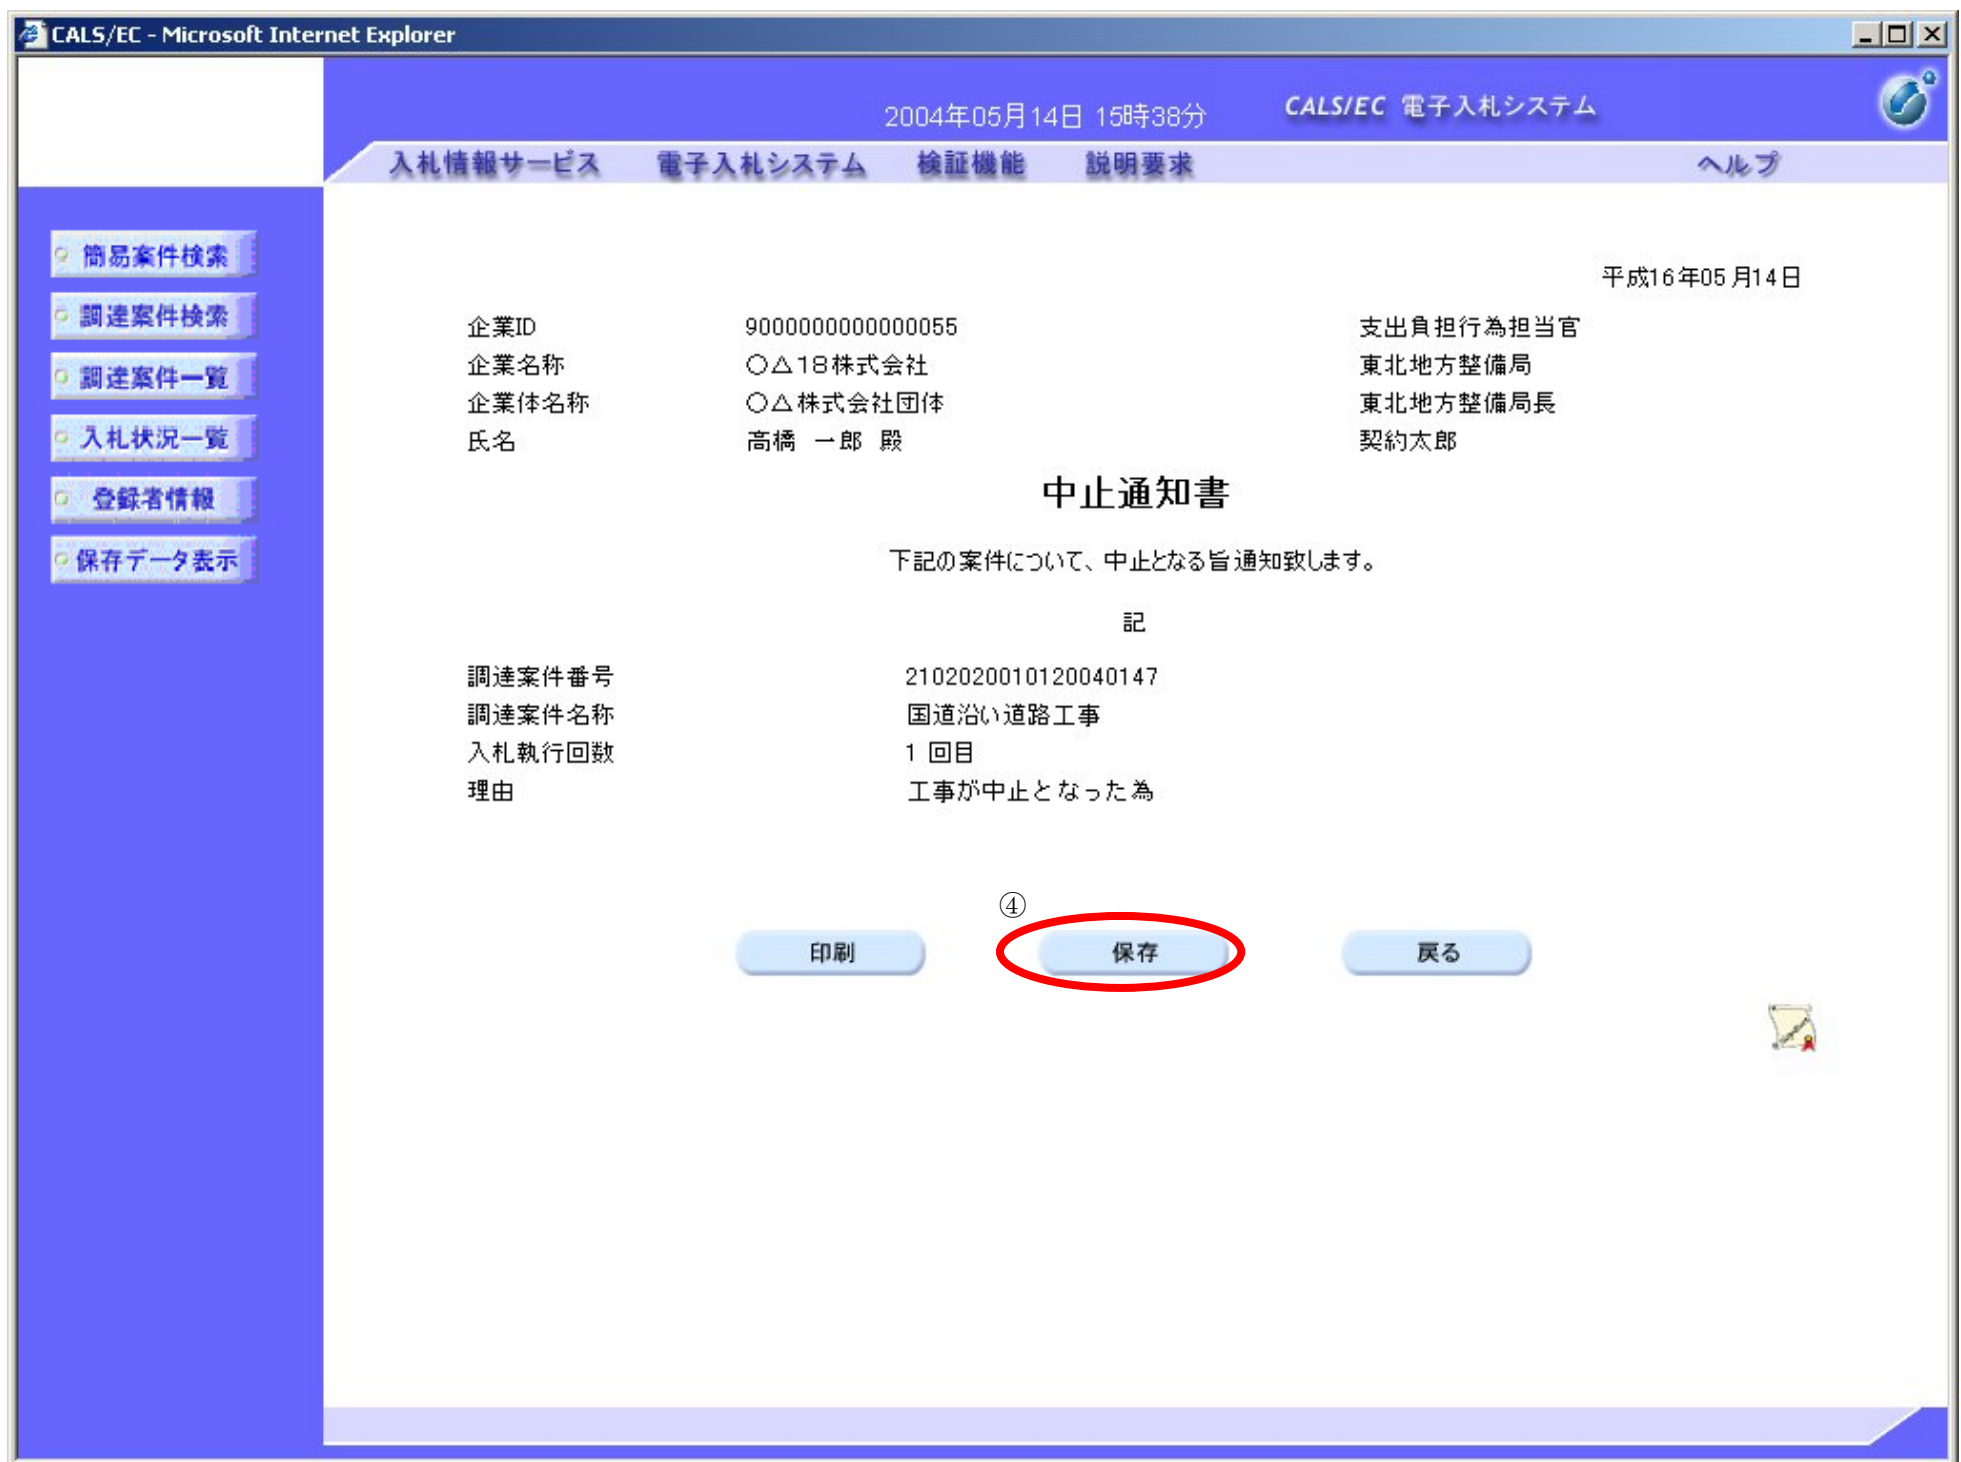 CALS/EC - Microsoft Internet Explorer
2004年05月14日 15時38分
CALS/EC 電子入札システム
入札情報サービス 電子入札システム 検証機能 説明要求 ヘルプ
簡易案件検索
調達案件検索
調達案件一覧
入札状況一覧
登録者情報
保存データ表示
平成16年05月14日
企業ID 9000000000000055 支出負担行為担当官
企業名称 〇△18株式会社 東北地方整備局
企業体名称 〇△株式会社団体 東北地方整備局長
氏名 高橋 一郎 殿 契約太郎
中止通知書
下記の案件について、中止となる旨通知致します。
記
調達案件番号 2102020010120040147
調達案件名称 国道沿い道路工事
入札執行回数 1 回目
理由 工事が中止となった為
④
印刷 保存 戻る